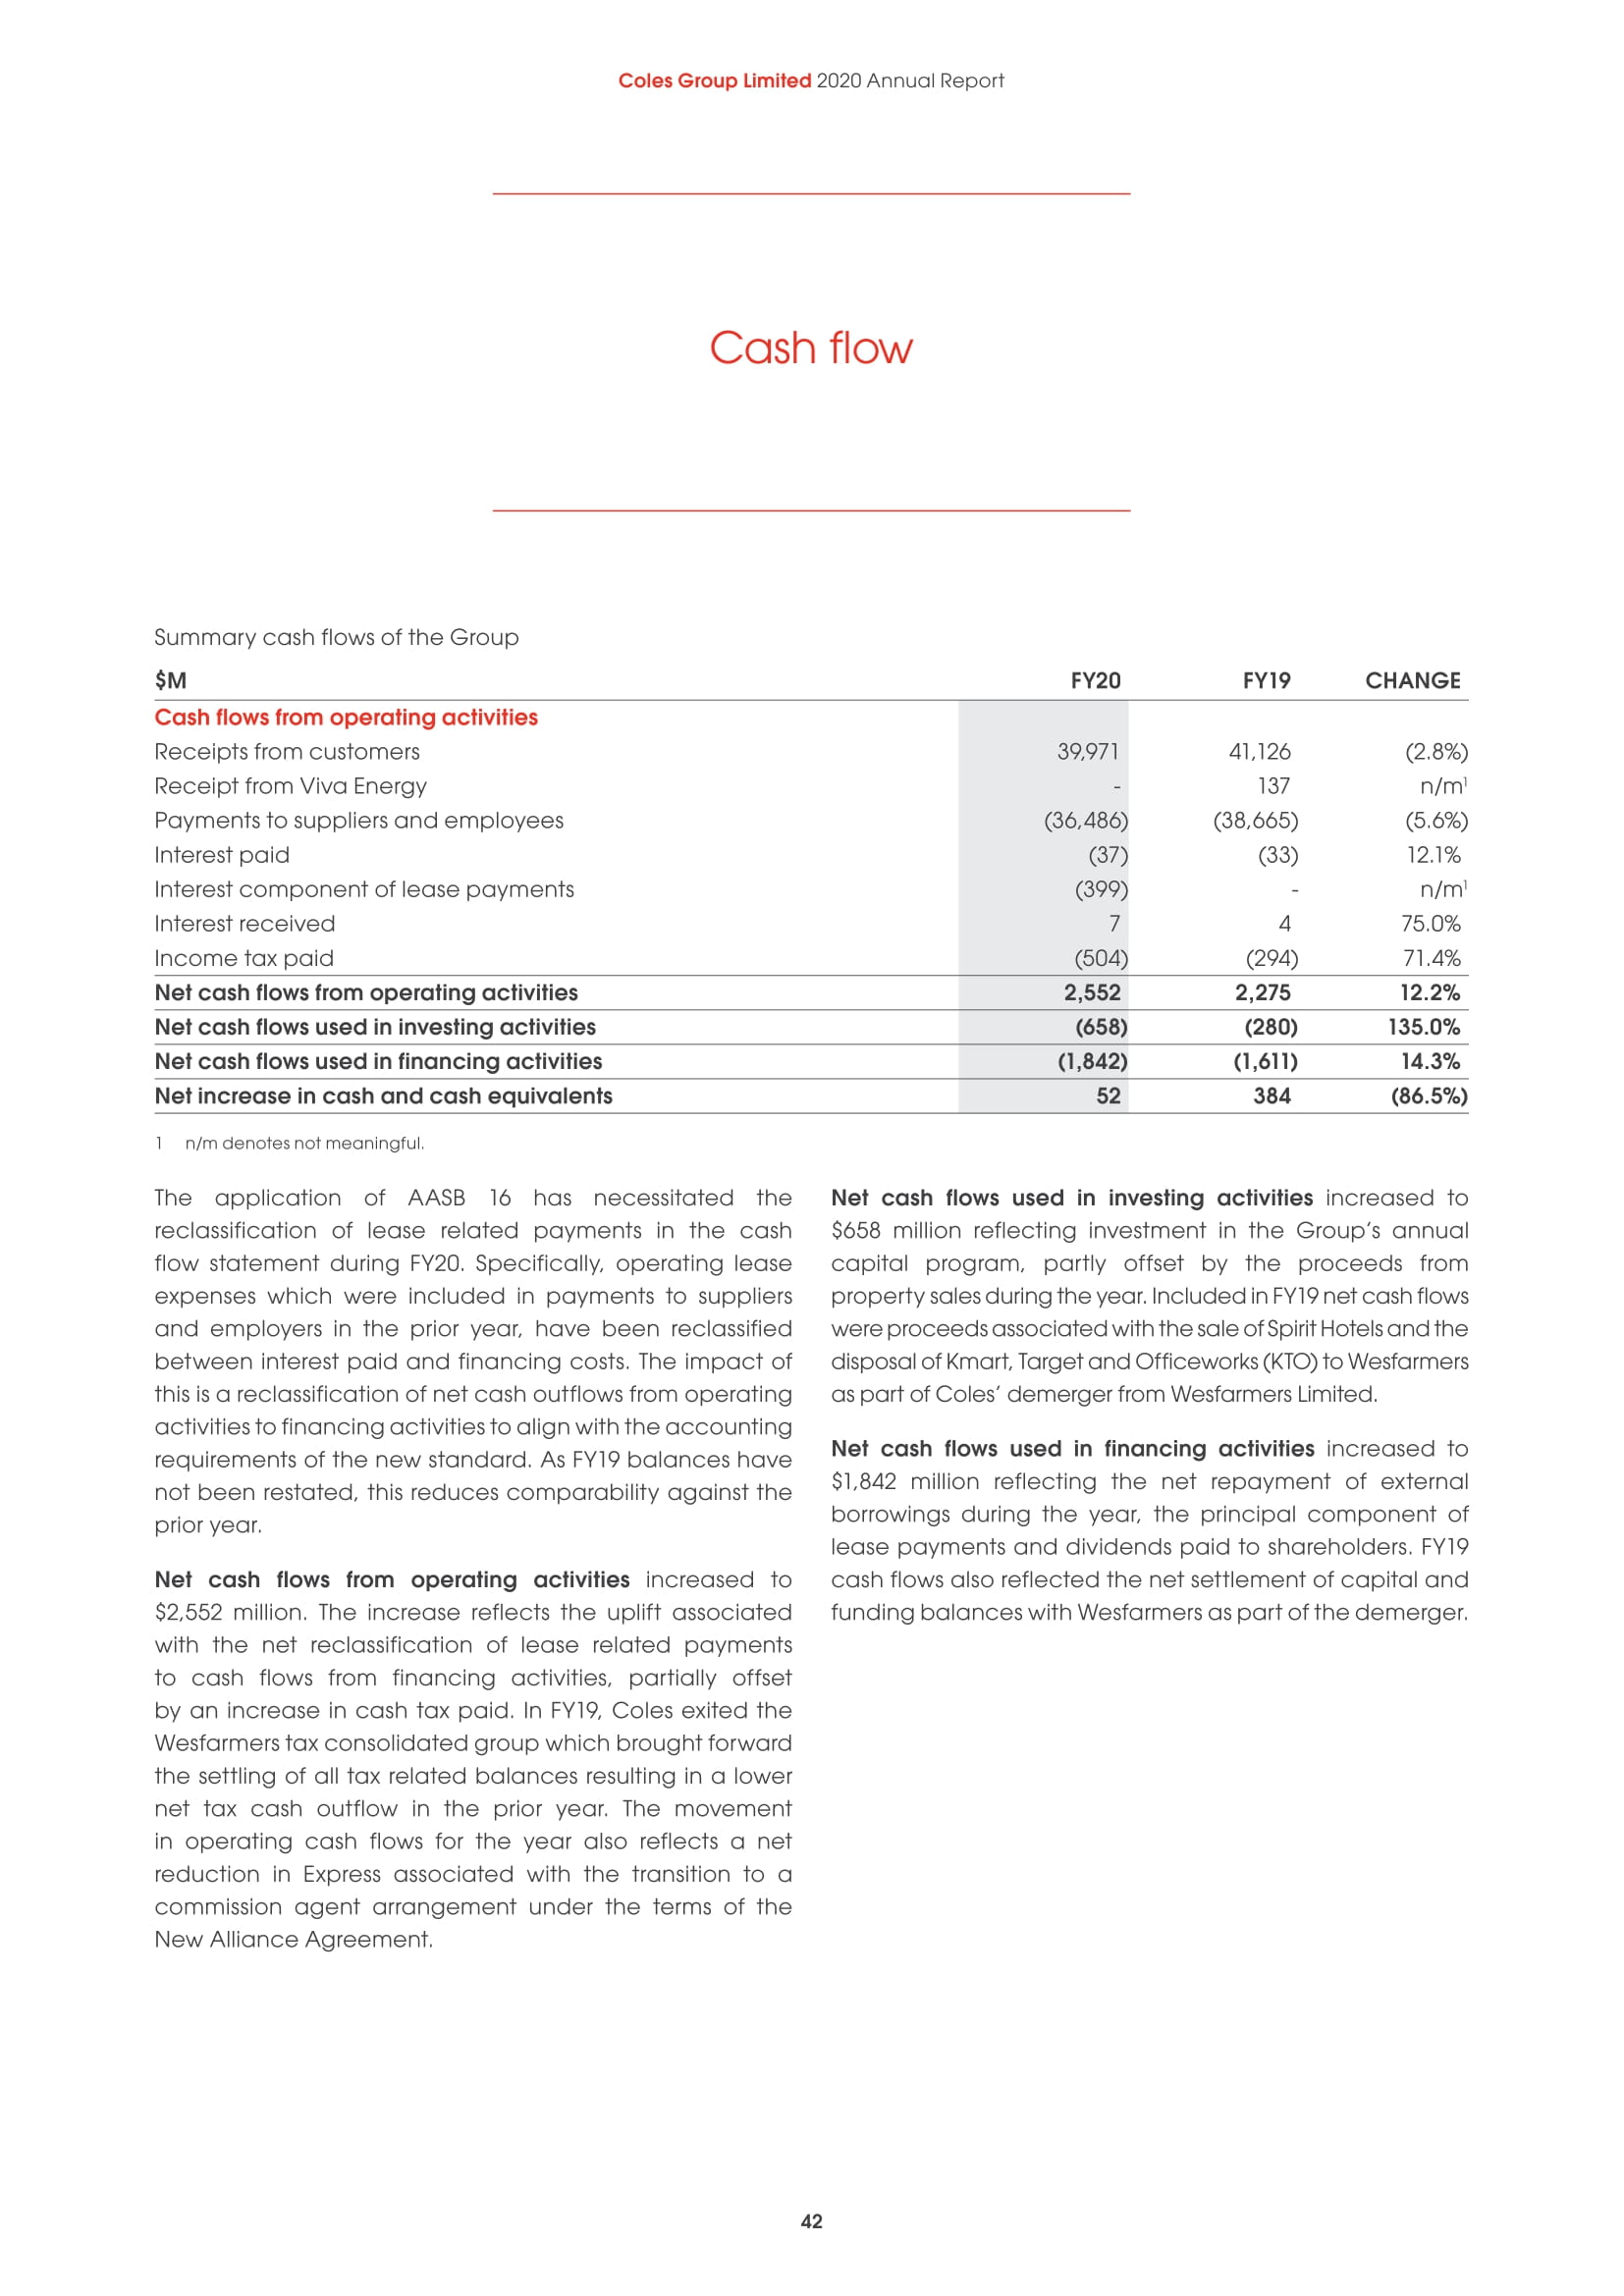 Coles Group Limited 2020 Annual Report
Cash flow
Summary cash flows of the Group
$M FY20 FY19 CHANGE
Cash flows from operating activities
Receipts from customers 39,971 41,126 (2.8%)
Receipt from Viva Energy - 137 n/m¹
Payments to suppliers and employees (36,486) (38,665) (5.6%)
Interest paid (37) (33) 12.1%
Interest component of lease payments (399) - n/m¹
Interest received 7 4 75.0%
Income tax paid (504) (294) 71.4%
Net cash flows from operating activities 2,552 2,275 12.2%
Net cash flows used in investing activities (658) (280) 135.0%
Net cash flows used in financing activities (1,842) (1,611) 14.3%
Net increase in cash and cash equivalents 52 384 (86.5%)
1 n/m denotes not meaningful.
The application of AASB 16 has necessitated the
reclassification of lease related payments in the cash
flow statement during FY20. Specifically, operating lease
expenses which were included in payments to suppliers
and employers in the prior year, have been reclassified
between interest paid and financing costs. The impact of
this is a reclassification of net cash outflows from operating
activities to financing activities to align with the accounting
requirements of the new standard. As FY19 balances have
not been restated, this reduces comparability against the
prior year.
Net cash flows from operating activities increased to
$2,552 million. The increase reflects the uplift associated
with the net reclassification of lease related payments
to cash flows from financing activities, partially offset
by an increase in cash tax paid. In FY19, Coles exited the
Wesfarmers tax consolidated group which brought forward
the settling of all tax related balances resulting in a lower
net tax cash outflow in the prior year. The movement
in operating cash flows for the year also reflects a net
reduction in Express associated with the transition to a
commission agent arrangement under the terms of the
New Alliance Agreement.
Net cash flows used in investing activities increased to
$658 million reflecting investment in the Group's annual
capital program, partly offset by the proceeds from
property sales during the year. Included in FY19 net cash flows
were proceeds associated with the sale of Spirit Hotels and the
disposal of Kmart, Target and Officeworks (KTO) to Wesfarmers
as part of Coles' demerger from Wesfarmers Limited.
Net cash flows used in financing activities increased to
$1,842 million reflecting the net repayment of external
borrowings during the year, the principal component of
lease payments and dividends paid to shareholders. FY19
cash flows also reflected the net settlement of capital and
funding balances with Wesfarmers as part of the demerger.
42